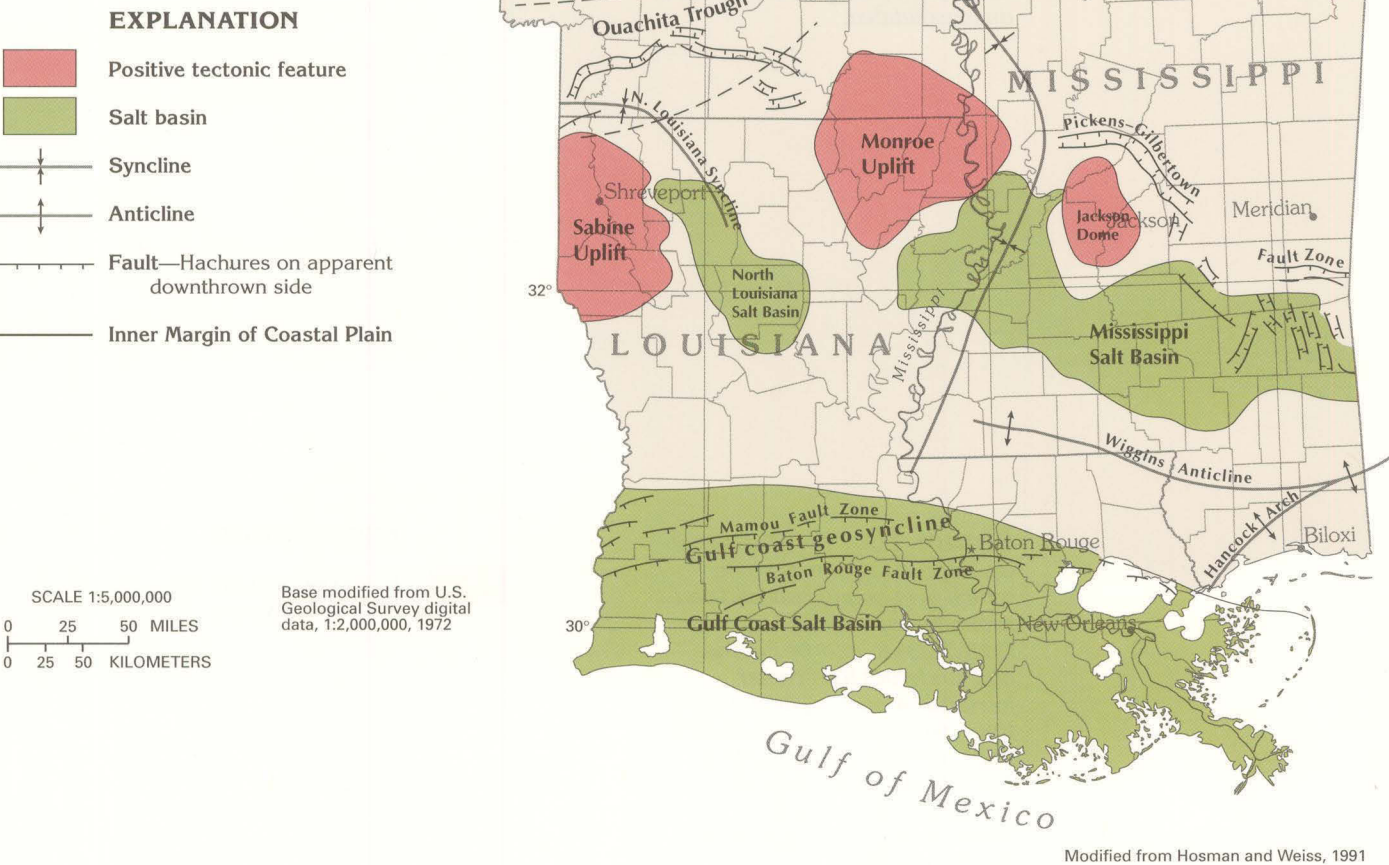 EXPLANATION
Positive tectonic feature
Salt basin
Syncline
Anticline
Fault—Hachures on apparent
downthrown side
Inner Margin of Coastal Plain
SCALE 1:5,000,000
0 25 50 MILES
0 25 50 KILOMETERS
Base modified from U.S.
Geological Survey digital
data, 1:2,000,000, 1972
Ouachita Trough
MISSISSIPPI
N. Louisiana Syncline
Pickens–Gilbertown
Monroe
Uplift
Shreveport
Sabine
Uplift
Jackson
Dome
Jackson
Meridian
Fault Zone
32°
North
Louisiana
Salt Basin
LOUISIANA
Mississippi
Mississippi
Salt Basin
Wiggins Anticline
Hancock Arch
Biloxi
Mamou Fault Zone
Gulf coast geosyncline
Baton Rouge
Baton Rouge Fault Zone
30°
Gulf Coast Salt Basin
New Orleans
Gulf of Mexico
Modified from Hosman and Weiss, 1991